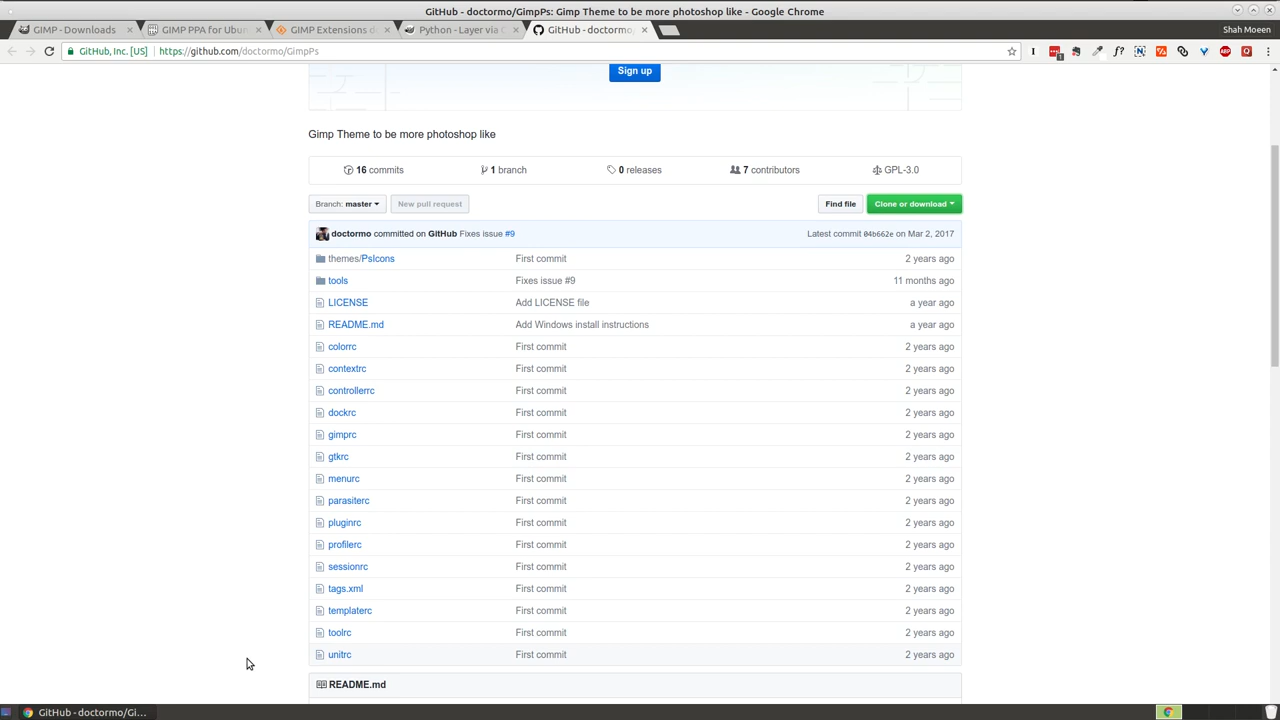 GitHub - doctormo/GimpPs: Gimp Theme to be more photoshop like - Google Chrome
GIMP - Downloads
GIMP PPA for Ubun
GIMP Extensions d
Python - Layer via C
GitHub - doctormo
Shah Moeen
GitHub, Inc. [US] https://github.com/doctormo/GimpPs
Sign up
Gimp Theme to be more photoshop like
16 commits
1 branch
0 releases
7 contributors
GPL-3.0
Branch: master
New pull request
Find file
Clone or download
doctormo committed on GitHub Fixes issue #9
Latest commit 04b662e on Mar 2, 2017
themes/PsIcons First commit 2 years ago
tools Fixes issue #9 11 months ago
LICENSE Add LICENSE file a year ago
README.md Add Windows install instructions a year ago
colorrc First commit 2 years ago
contextrc First commit 2 years ago
controllerrc First commit 2 years ago
dockrc First commit 2 years ago
gimprc First commit 2 years ago
gtkrc First commit 2 years ago
menurc First commit 2 years ago
parasiterc First commit 2 years ago
pluginrc First commit 2 years ago
profilerc First commit 2 years ago
sessionrc First commit 2 years ago
tags.xml First commit 2 years ago
templaterc First commit 2 years ago
toolrc First commit 2 years ago
unitrc First commit 2 years ago
README.md
GitHub - doctormo/Gi...